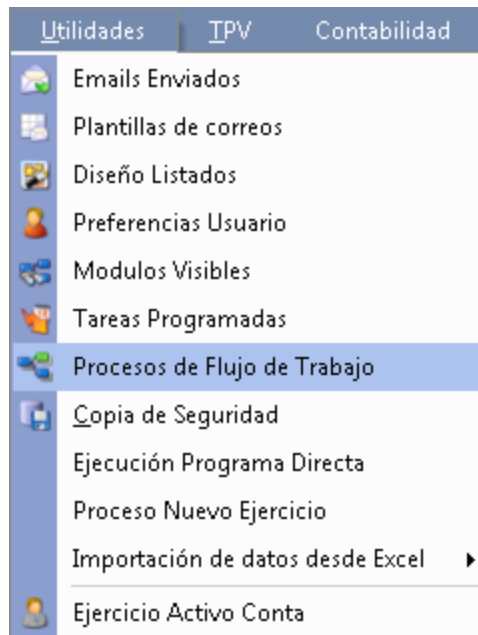 Utilidades TPV Contabilidad
Emails Enviados
Plantillas de correos
Diseño Listados
Preferencias Usuario
Modulos Visibles
Tareas Programadas
Procesos de Flujo de Trabajo
Copia de Seguridad
Ejecución Programa Directa
Proceso Nuevo Ejercicio
Importación de datos desde Excel
Ejercicio Activo Conta